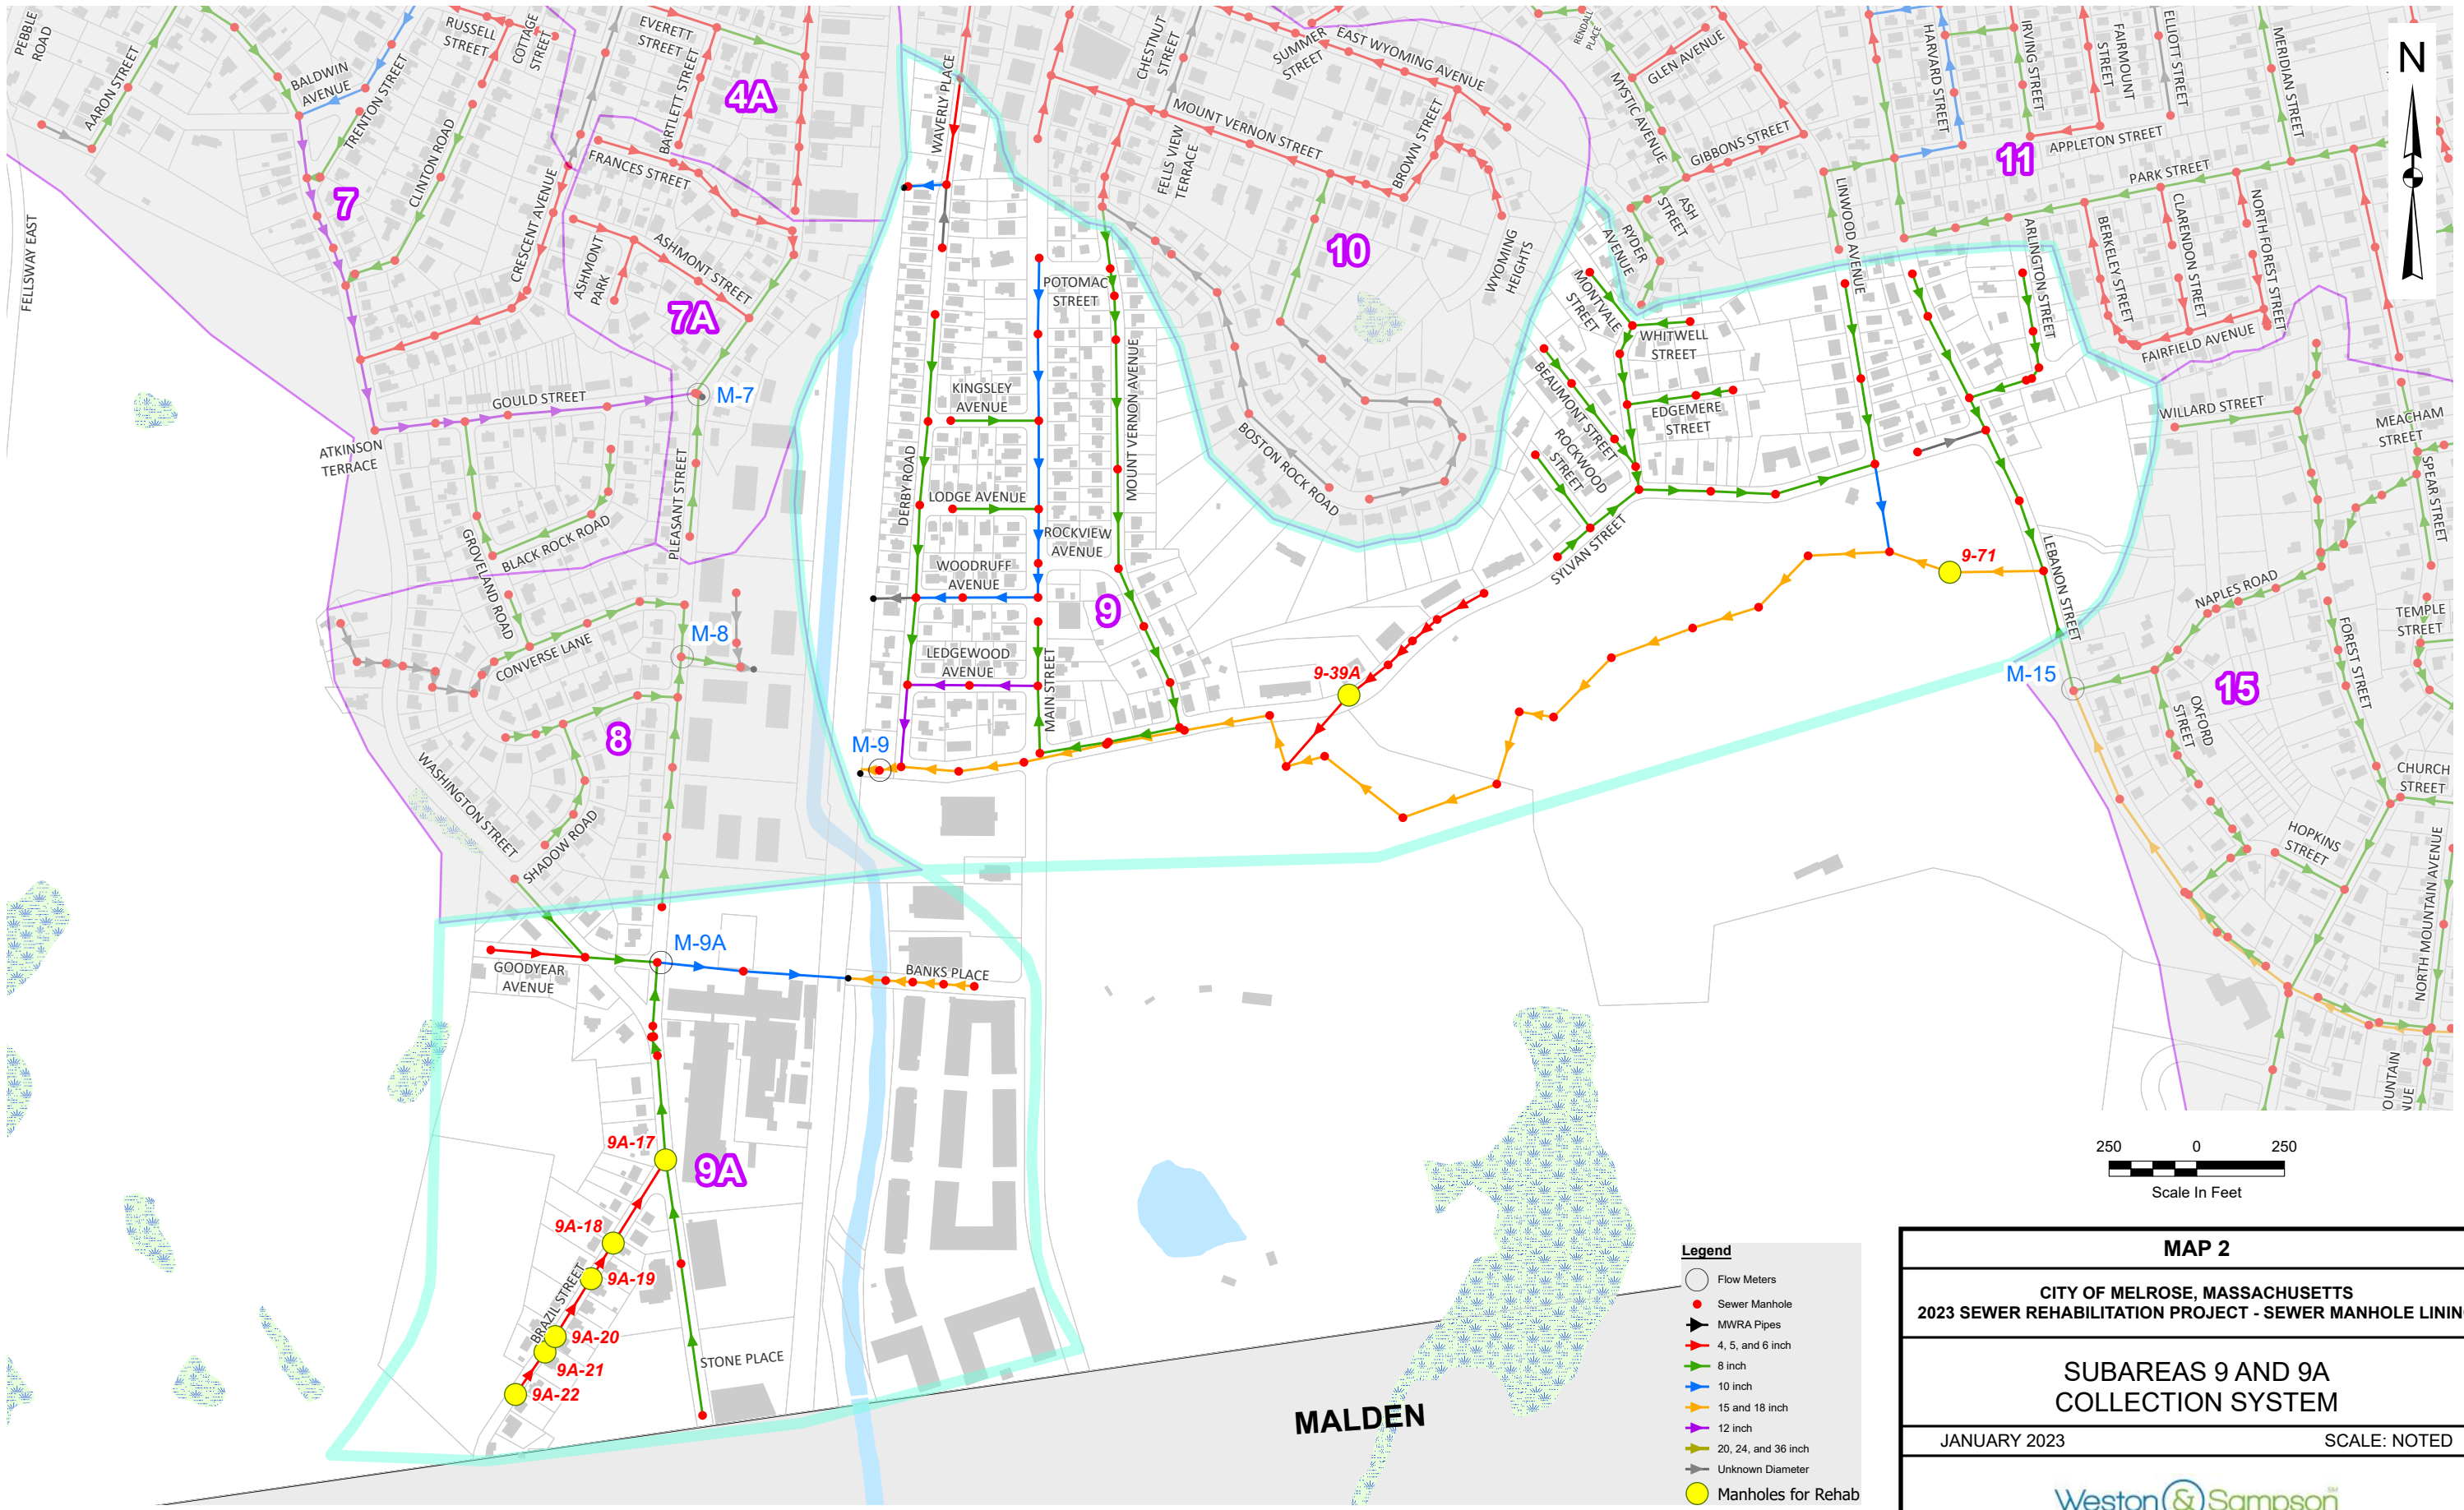 PEBBLE
ROAD
AARON STREET
BALDWIN
AVENUE
TRENTON STREET
RUSSELL
STREET
COTTAGE
STREET
EVERETT
STREET
BARTLETT STREET
4A
CLINTON ROAD
7
CRESCENT AVENUE
FRANCES STREET
ASHMONT
PARK
ASHMONT STREET
7A
FELLSWAY EAST
GOULD STREET
M-7
ATKINSON
TERRACE
PLEASANT STREET
GROVELAND ROAD
BLACK ROCK ROAD
CONVERSE LANE
M-8
8
WASHINGTON STREET
SHADOW ROAD
WAVERLY PLACE
CHESTNUT
STREET
SUMMER
STREET
EAST WYOMING AVENUE
MOUNT VERNON STREET
FELLS VIEW
TERRACE
BROWN STREET
10
WYOMING
HEIGHTS
BOSTON ROCK ROAD
POTOMAC
STREET
MOUNT VERNON AVENUE
KINGSLEY
AVENUE
DERBY ROAD
LODGE AVENUE
ROCKVIEW
AVENUE
WOODRUFF
AVENUE
9
LEDGEWOOD
AVENUE
MAIN STREET
M-9
RENDALL
PLACE
MYSTIC AVENUE
GLEN AVENUE
GIBBONS STREET
ASH
STREET
RYDER
AVENUE
MONTVALE
STREET
WHITWELL
STREET
BEAUMONT STREET
EDGEMERE
STREET
ROCKWOOD
STREET
SYLVAN STREET
9-39A
9-71
HARVARD STREET
IRVING STREET
FAIRMOUNT
STREET
ELLIOTT STREET
MERIDIAN STREET
11
APPLETON STREET
PARK STREET
LINWOOD AVENUE
ARLINGTON STREET
BERKELEY STREET
CLARENDON STREET
NORTH FOREST STREET
FAIRFIELD AVENUE
WILLARD STREET
MEACHAM
STREET
SPEAR STREET
LEBANON STREET
NAPLES ROAD
TEMPLE
STREET
FOREST STREET
M-15
15
OXFORD
STREET
CHURCH
STREET
HOPKINS
STREET
NORTH MOUNTAIN AVENUE
OUNTAIN
NUE
N
M-9A
GOODYEAR
AVENUE
BANKS PLACE
9A-17
9A
9A-18
9A-19
BRAZIL STREET
9A-20
9A-21
9A-22
STONE PLACE
MALDEN
250 0 250
Scale In Feet
Legend
Flow Meters
Sewer Manhole
MWRA Pipes
4, 5, and 6 inch
8 inch
10 inch
15 and 18 inch
12 inch
20, 24, and 36 inch
Unknown Diameter
Manholes for Rehab
MAP 2
CITY OF MELROSE, MASSACHUSETTS
2023 SEWER REHABILITATION PROJECT - SEWER MANHOLE LININ
SUBAREAS 9 AND 9A
COLLECTION SYSTEM
JANUARY 2023 SCALE: NOTED
Weston & Sampson